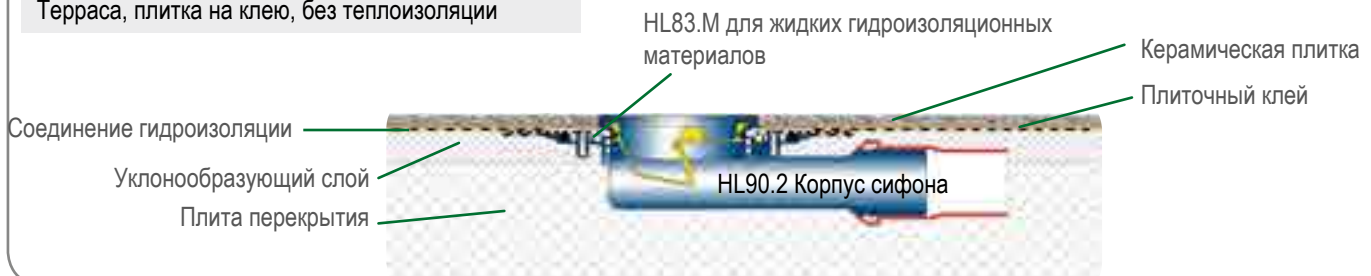 Терраса, плитка на клею, без теплоизоляции
HL83.M для жидких гидроизоляционных
материалов
Керамическая плитка
Плиточный клей
Соединение гидроизоляции
Уклонообразующий слой
HL90.2 Корпус сифона
Плита перекрытия